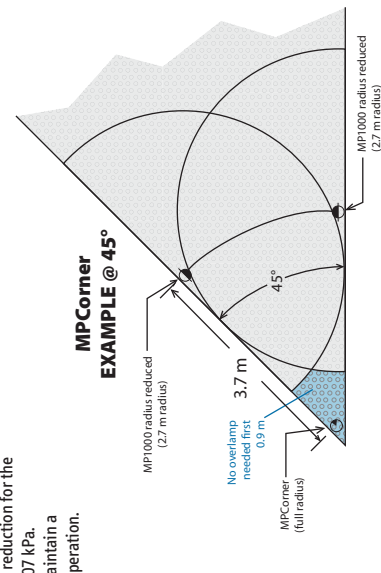 reduction for the
07 kPa.
aintain a
peration.
MPCorner
EXAMPLE @ 45°
MP1000 radius reduced
(2.7 m radius)
3.7 m
45°
No overlamp
needed first
0.9 m
MPCorner
(full radius)
MP1000 radius reduced
(2.7 m radius)